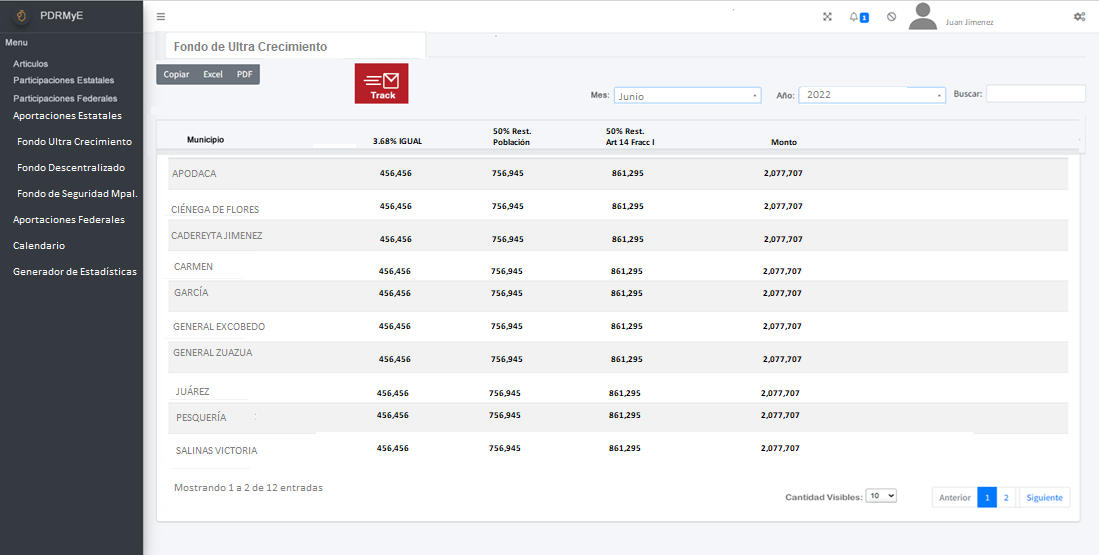 PDRMyE
1
Juan Jimenez
Menu
Articulos
Participaciones Estatales
Participaciones Federales
Aportaciones Estatales
Fondo Ultra Crecimiento
Fondo Descentralizado
Fondo de Seguridad Mpal.
Aportaciones Federales
Calendario
Generador de Estadísticas
Fondo de Ultra Crecimiento
Copiar Excel PDF
Track
Mes: Junio Año: 2022 Buscar:
Municipio 3.68% IGUAL 50% Rest. Población 50% Rest. Art 14 Fracc I Monto
APODACA 456,456 756,945 861,295 2,077,707
CIÉNEGA DE FLORES 456,456 756,945 861,295 2,077,707
CADEREYTA JIMENEZ 456,456 756,945 861,295 2,077,707
CARMEN 456,456 756,945 861,295 2,077,707
GARCÍA 456,456 756,945 861,295 2,077,707
GENERAL EXCOBEDO 456,456 756,945 861,295 2,077,707
GENERAL ZUAZUA 456,456 756,945 861,295 2,077,707
JUÁREZ 456,456 756,945 861,295 2,077,707
PESQUERÍA 456,456 756,945 861,295 2,077,707
SALINAS VICTORIA 456,456 756,945 861,295 2,077,707
Mostrando 1 a 2 de 12 entradas
Cantidad Visibles: 10 Anterior 1 2 Siguiente